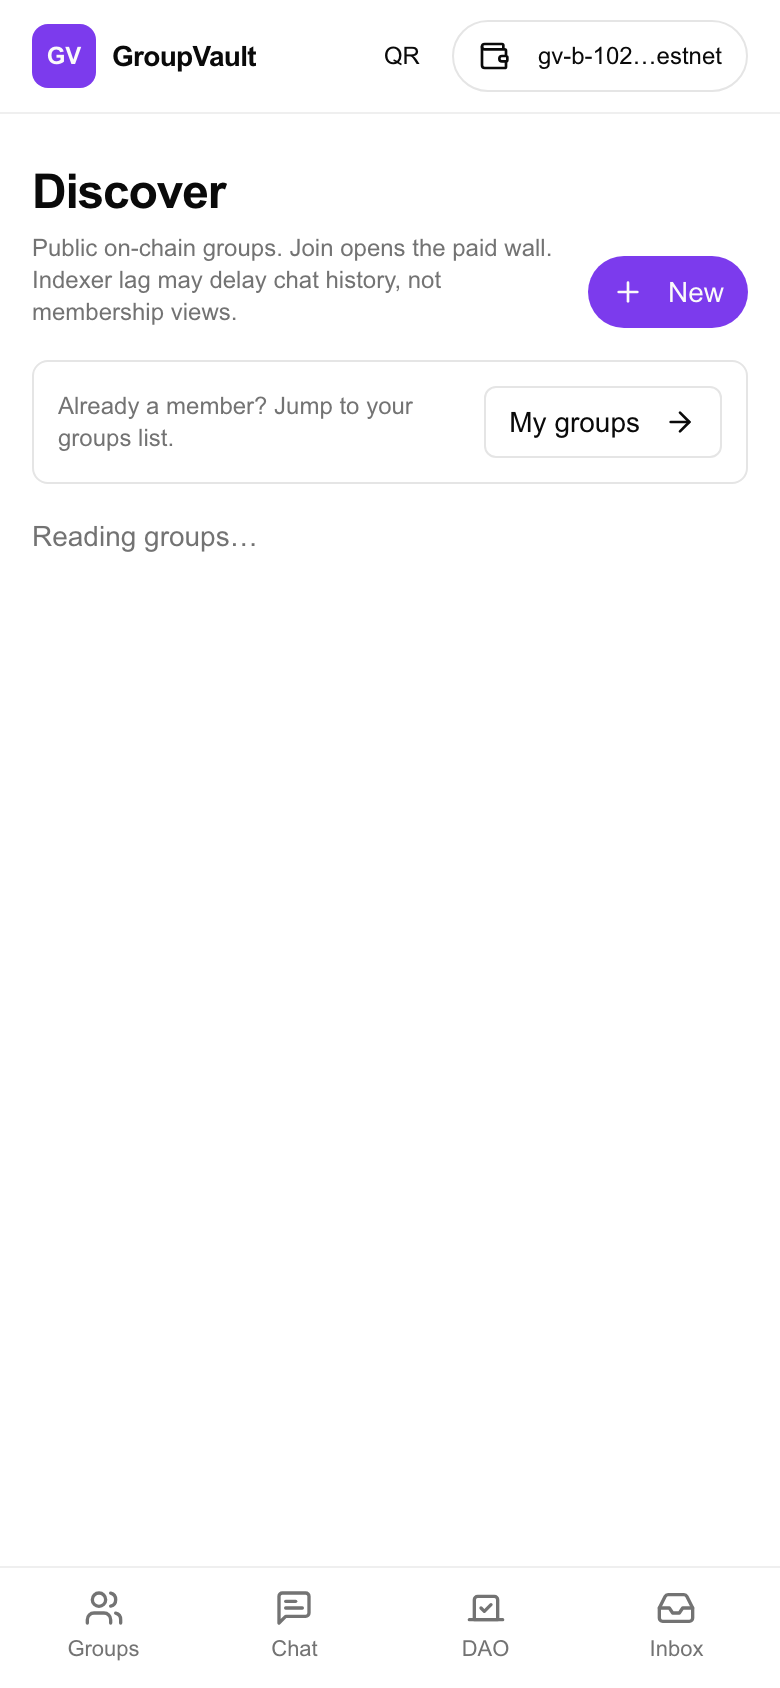 GV
GroupVault
QR
gv-b-102…estnet
Discover
Public on-chain groups. Join opens the paid wall.
Indexer lag may delay chat history, not
membership views.
New
Already a member? Jump to your
groups list.
My groups
Reading groups…
Groups
Chat
DAO
Inbox